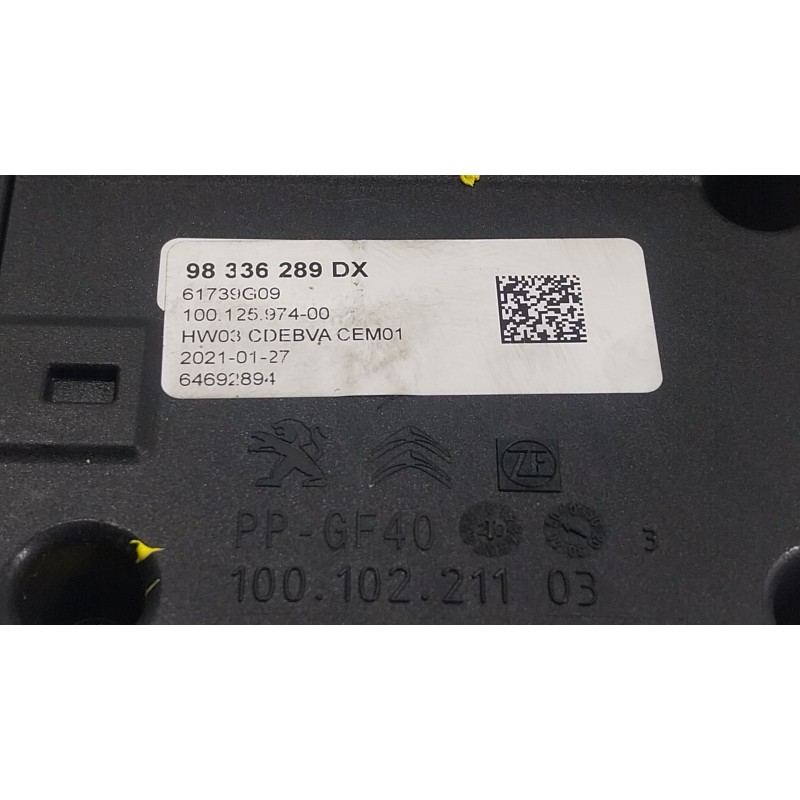 98 336 289 DX
61739G09
100.125.974-00
HW03 CDEBVA CEM01
2021-01-27
64692894
ZF
PP-GF40
3
100.102.211 03